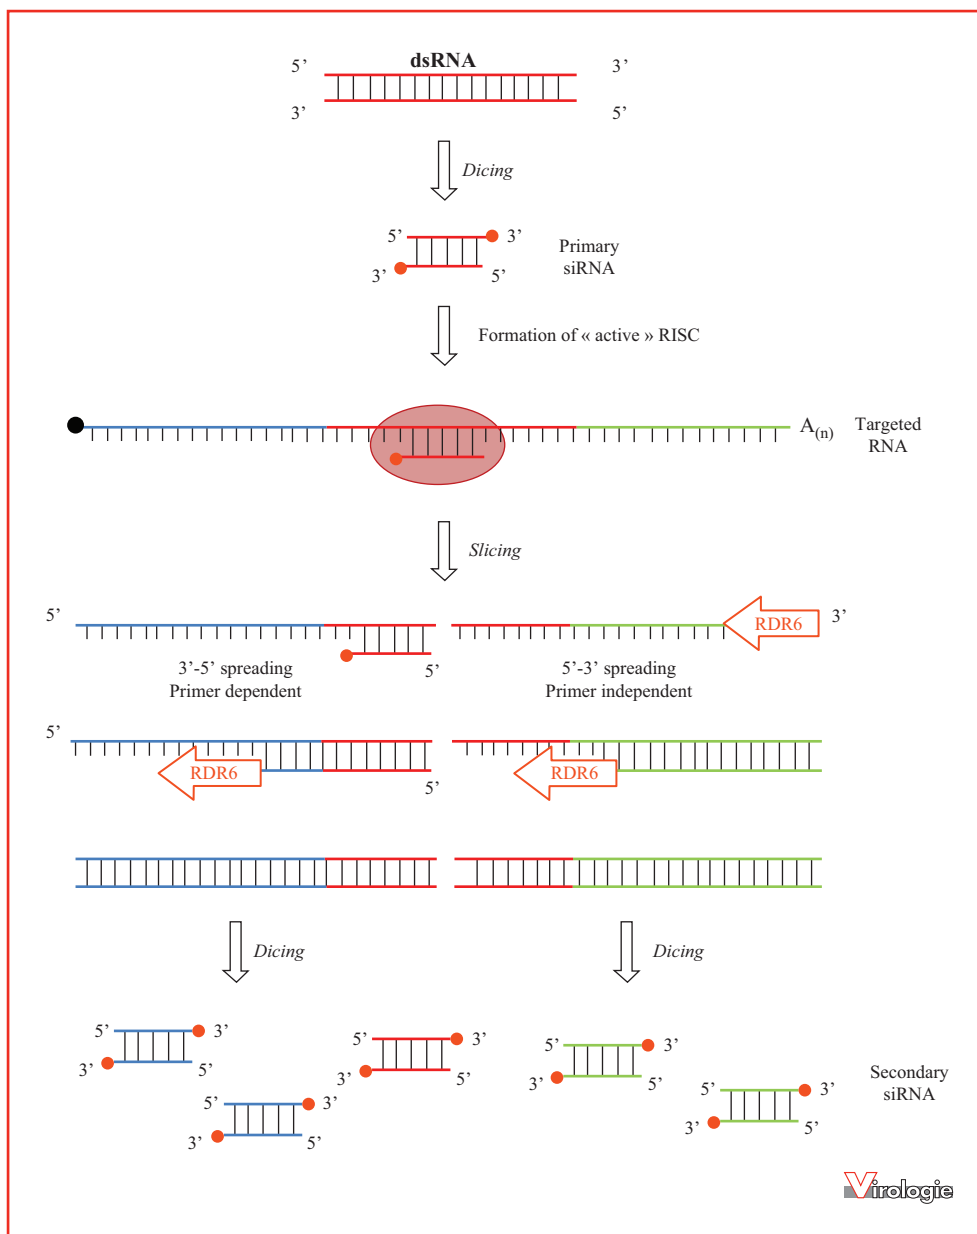 dsRNA
5’ 3’
3’ 5’
Dicing
5’ 3’
3’ 5’
Primary
siRNA
Formation of « active » RISC
A(n)
Targeted
RNA
Slicing
5’
RDR6
3’
5’
3’-5’ spreading
Primer dependent
5’-3’ spreading
Primer independent
5’
RDR6
5’
RDR6
Dicing
Dicing
5’ 3’
3’ 5’
5’ 3’
3’ 5’
5’ 3’
3’ 5’
5’ 3’
3’ 5’
5’ 3’
3’ 5’
Secondary
siRNA
Virologie